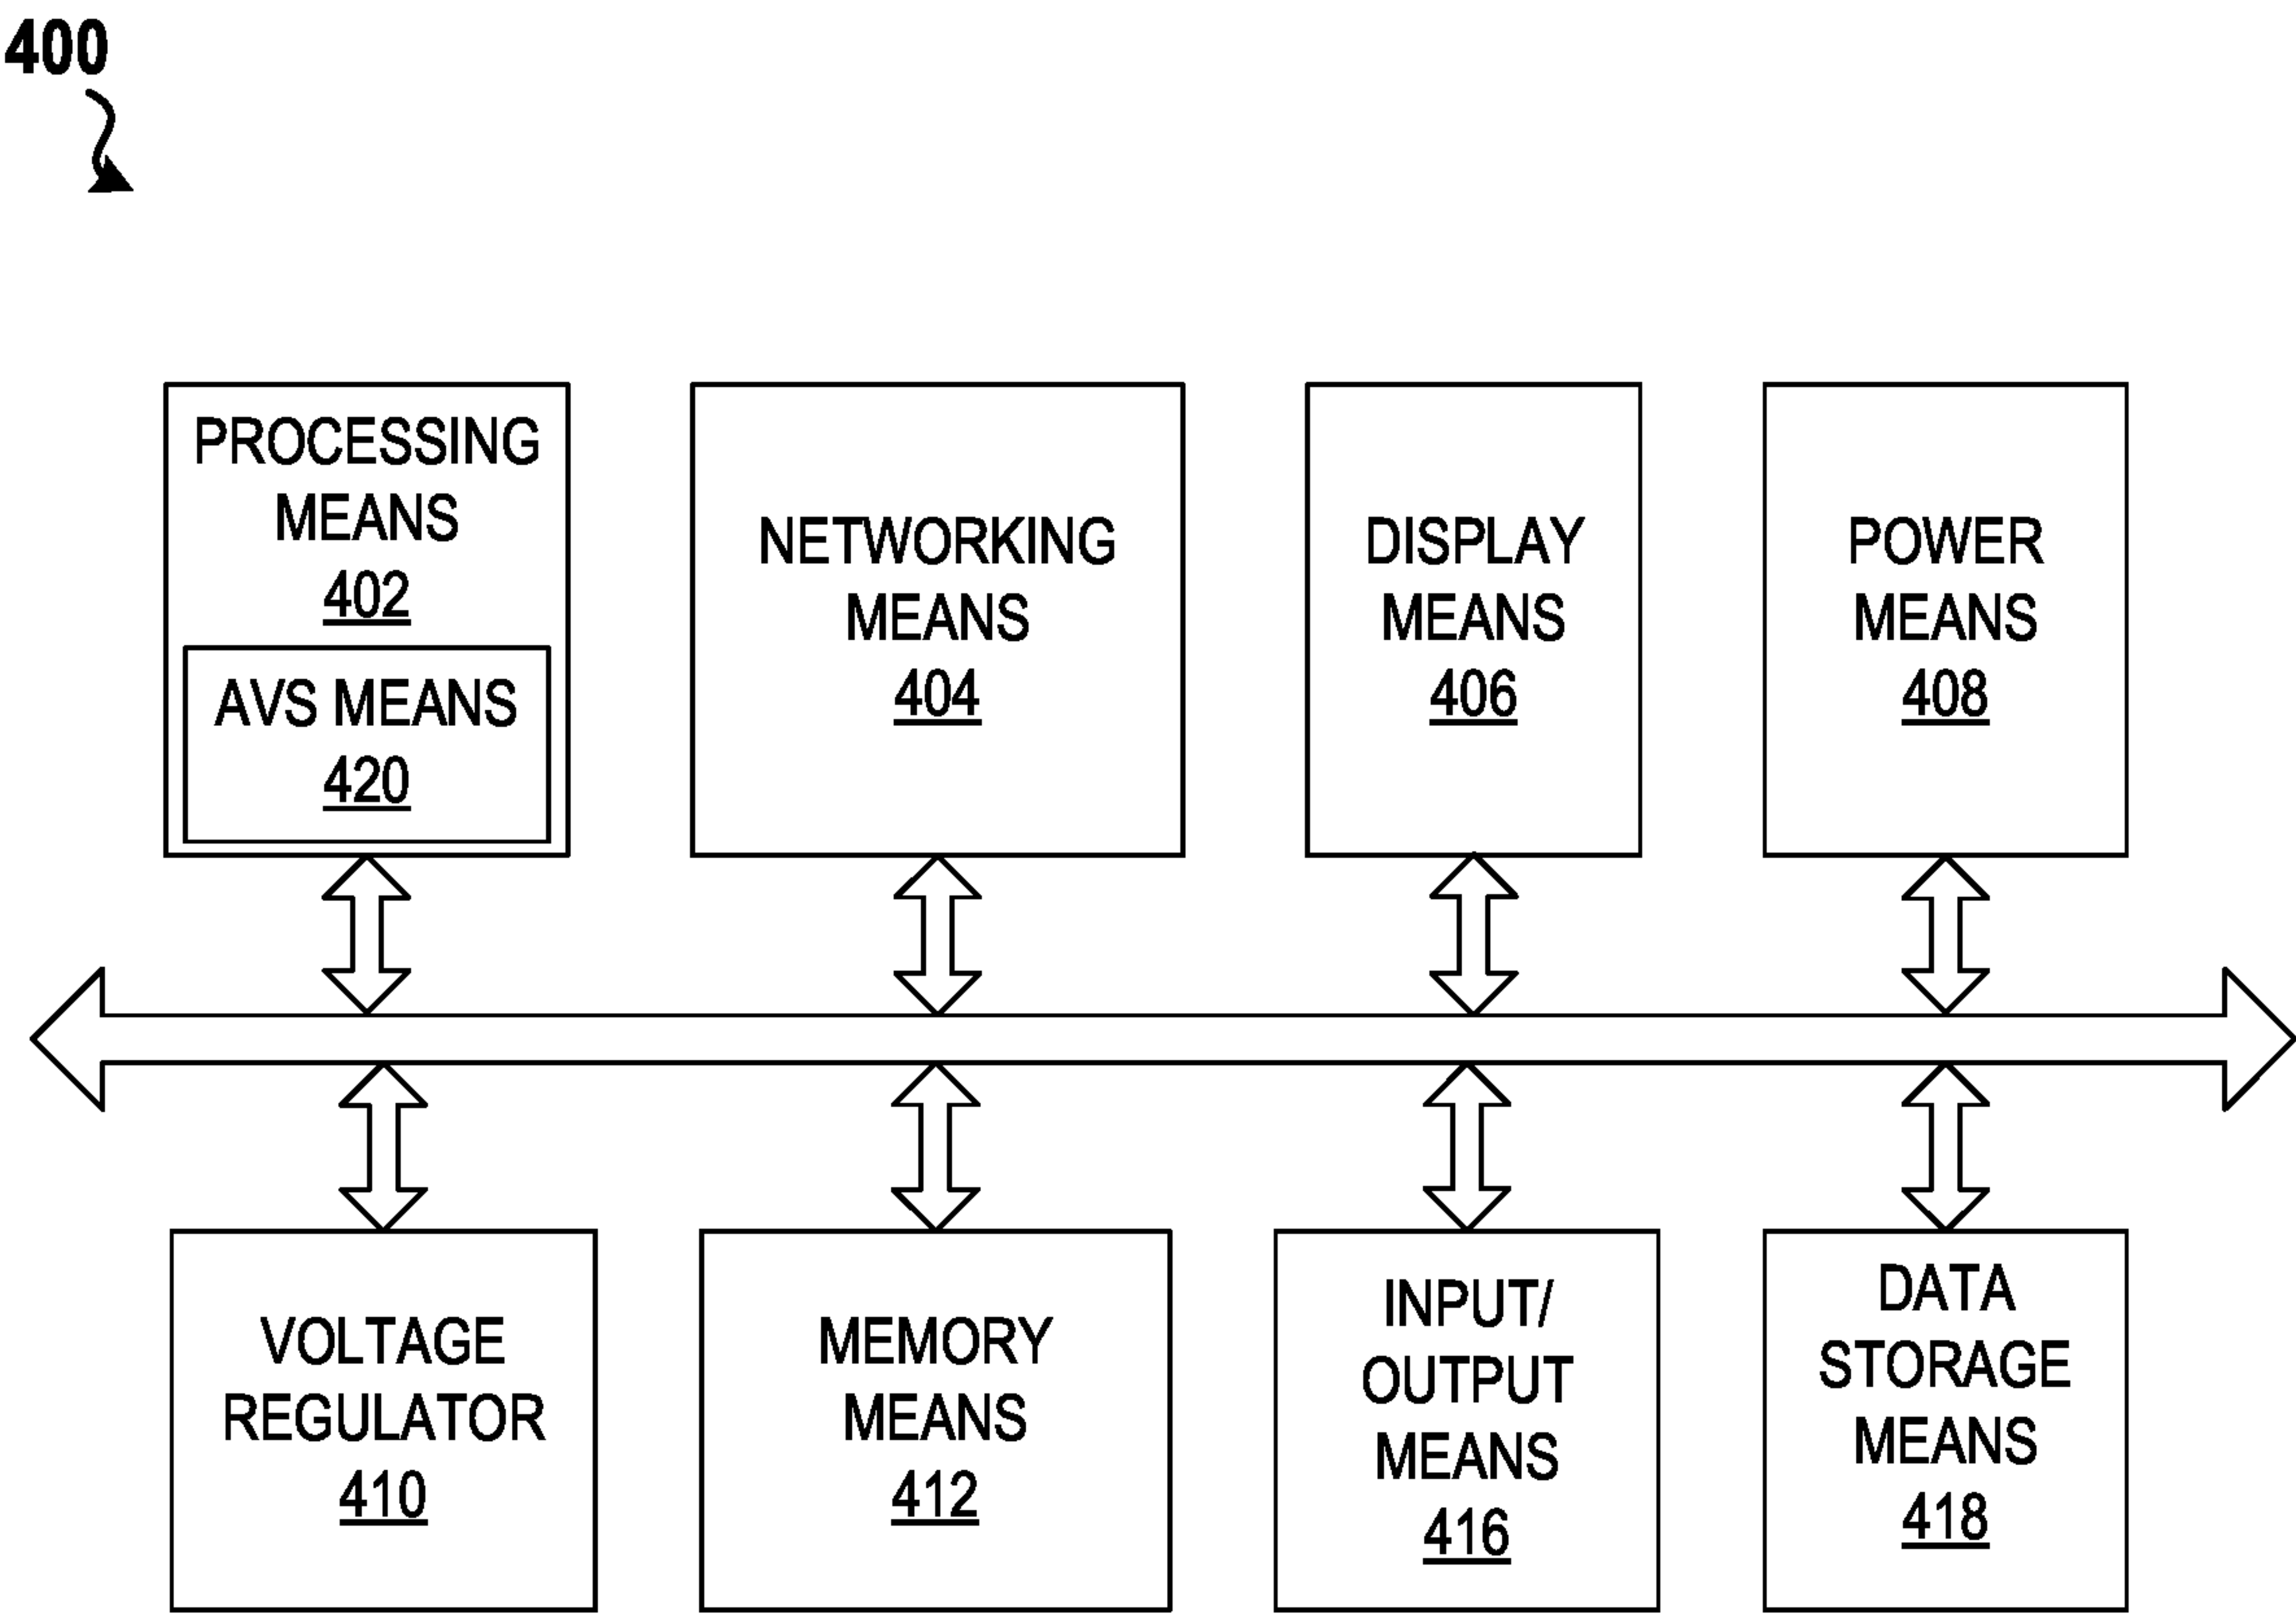 400
PROCESSING
MEANS
402
AVS MEANS
420
NETWORKING
MEANS
404
DISPLAY
MEANS
406
POWER
MEANS
408
VOLTAGE
REGULATOR
410
MEMORY
MEANS
412
INPUT/
OUTPUT
MEANS
416
DATA
STORAGE
MEANS
418